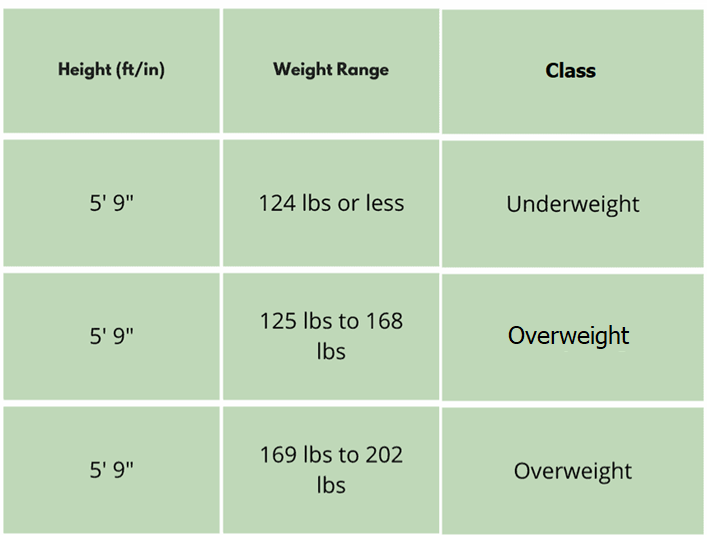 Height (ft/in) Weight Range Class
5' 9" 124 lbs or less Underweight
5' 9" 125 lbs to 168 lbs Overweight
5' 9" 169 lbs to 202 lbs Overweight